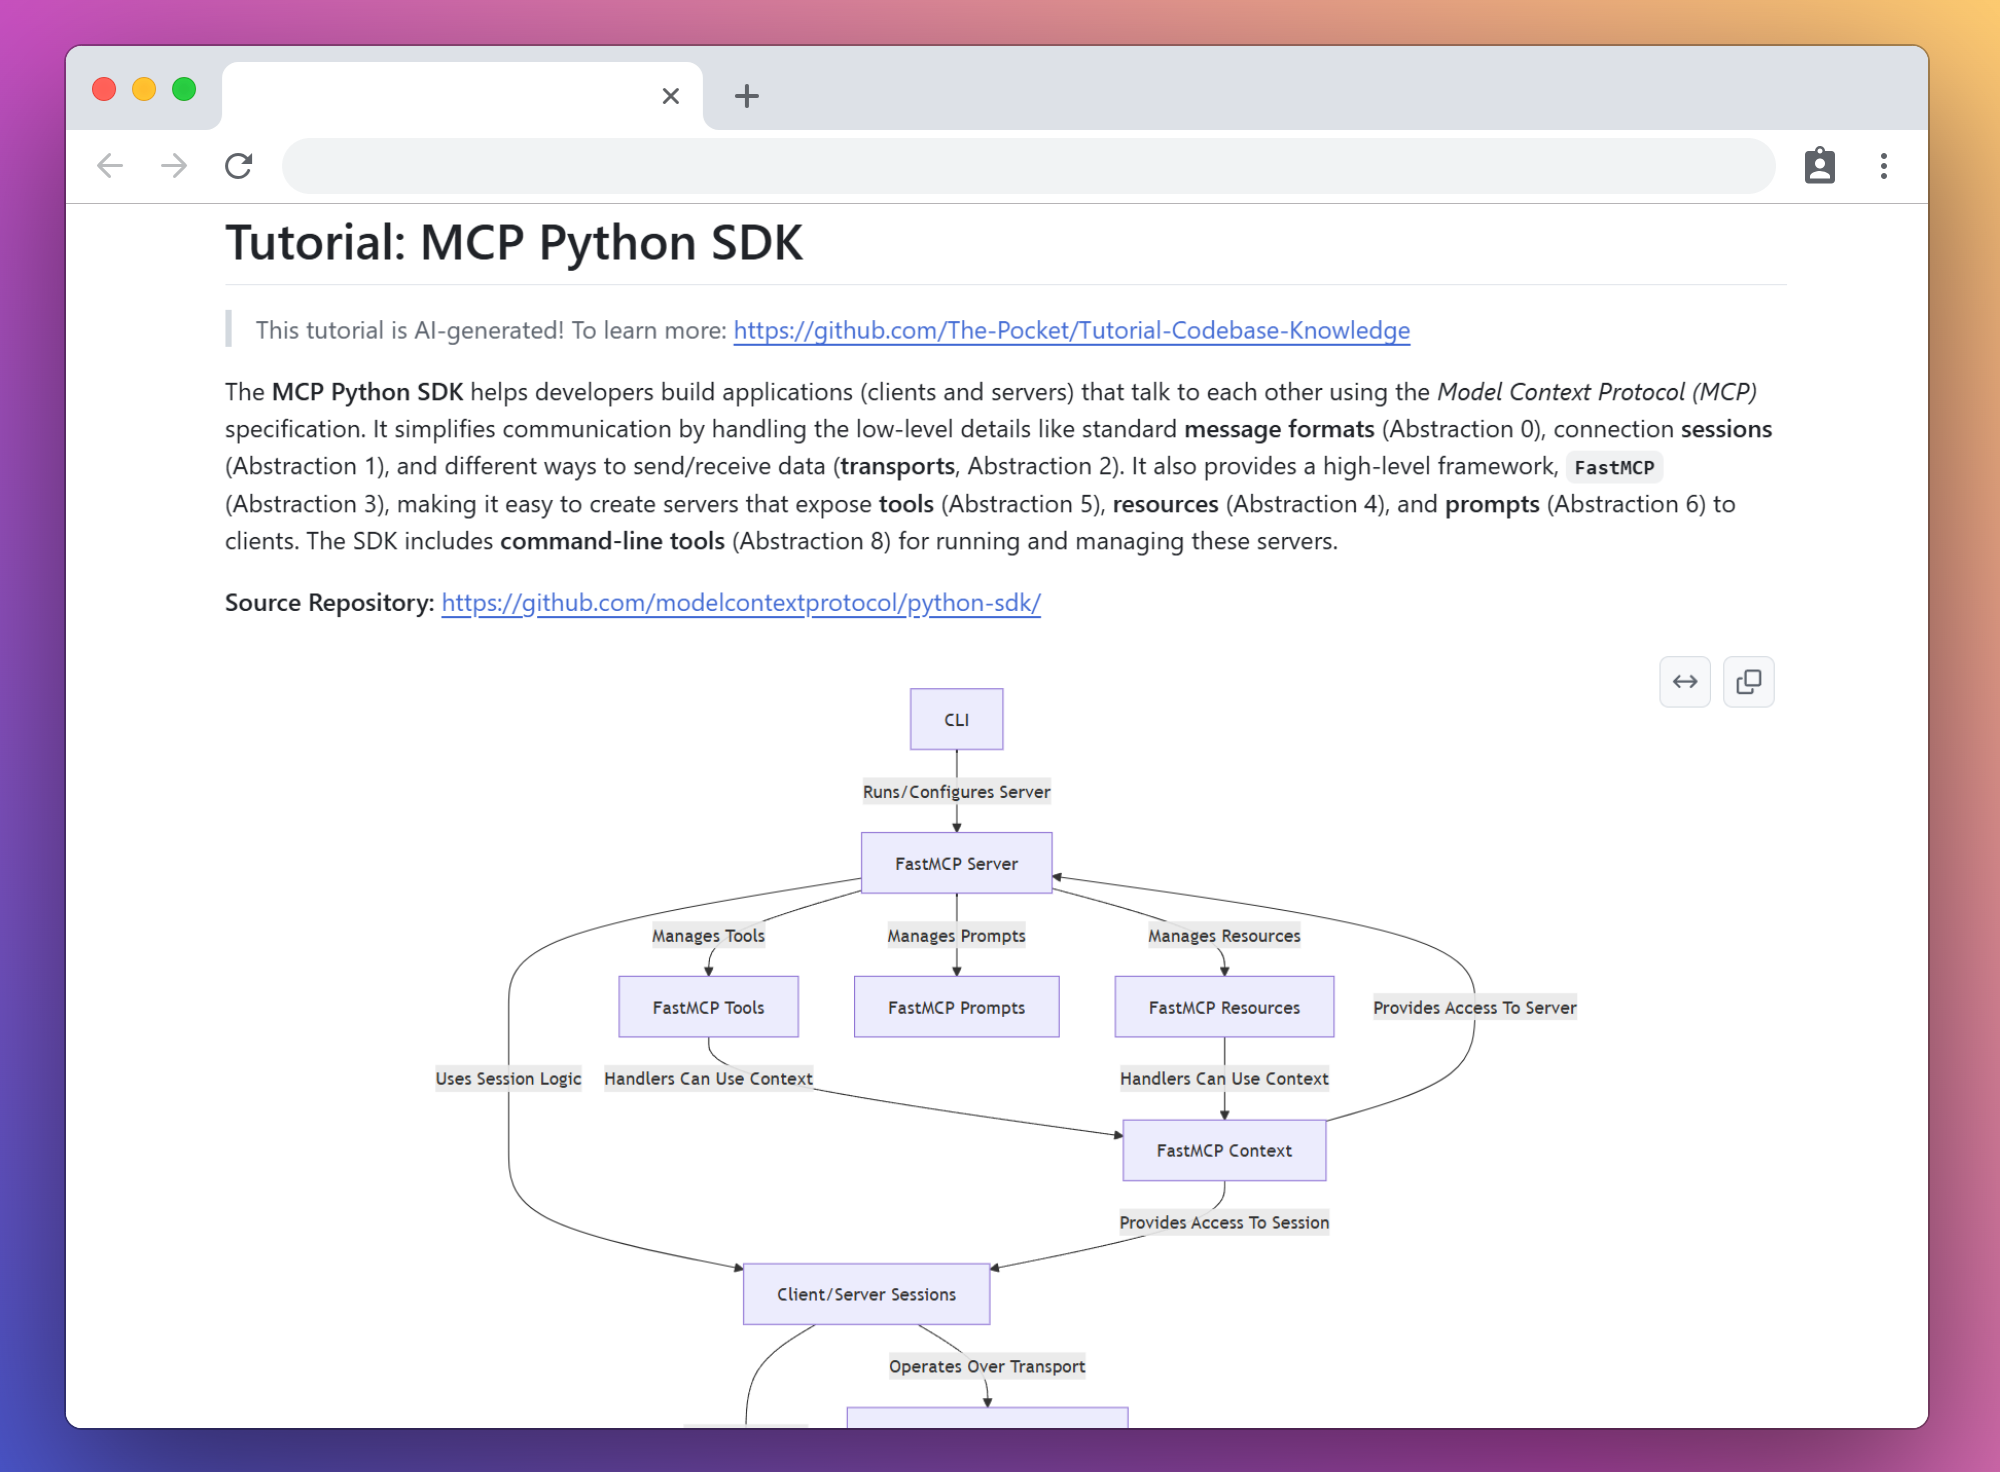 Tutorial: MCP Python SDK
This tutorial is AI-generated! To learn more: https://github.com/The-Pocket/Tutorial-Codebase-Knowledge
The MCP Python SDK helps developers build applications (clients and servers) that talk to each other using the Model Context Protocol (MCP)
specification. It simplifies communication by handling the low-level details like standard message formats (Abstraction 0), connection sessions
(Abstraction 1), and different ways to send/receive data (transports, Abstraction 2). It also provides a high-level framework, FastMCP
(Abstraction 3), making it easy to create servers that expose tools (Abstraction 5), resources (Abstraction 4), and prompts (Abstraction 6) to
clients. The SDK includes command-line tools (Abstraction 8) for running and managing these servers.
Source Repository: https://github.com/modelcontextprotocol/python-sdk/
CLI
Runs/Configures Server
FastMCP Server
Manages Tools
Manages Prompts
Manages Resources
FastMCP Tools
FastMCP Prompts
FastMCP Resources
Provides Access To Server
Uses Session Logic
Handlers Can Use Context
Handlers Can Use Context
FastMCP Context
Provides Access To Session
Client/Server Sessions
Operates Over Transport